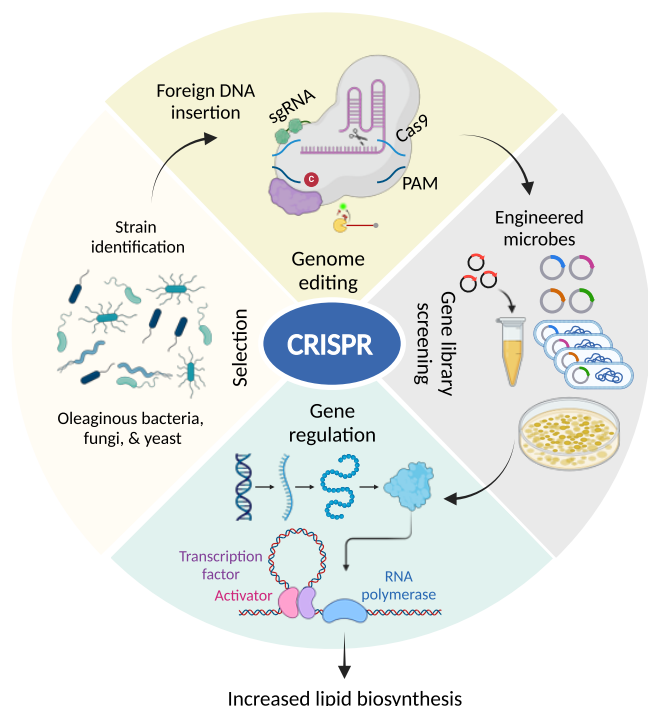 Foreign DNA
insertion
sgRNA
Cas9
PAM
C
Genome
editing
Engineered
microbes
Gene library
screening
Strain
identification
Selection
Oleaginous bacteria,
fungi, & yeast
CRISPR
Gene
regulation
Transcription
factor
Activator
RNA
polymerase
Increased lipid biosynthesis